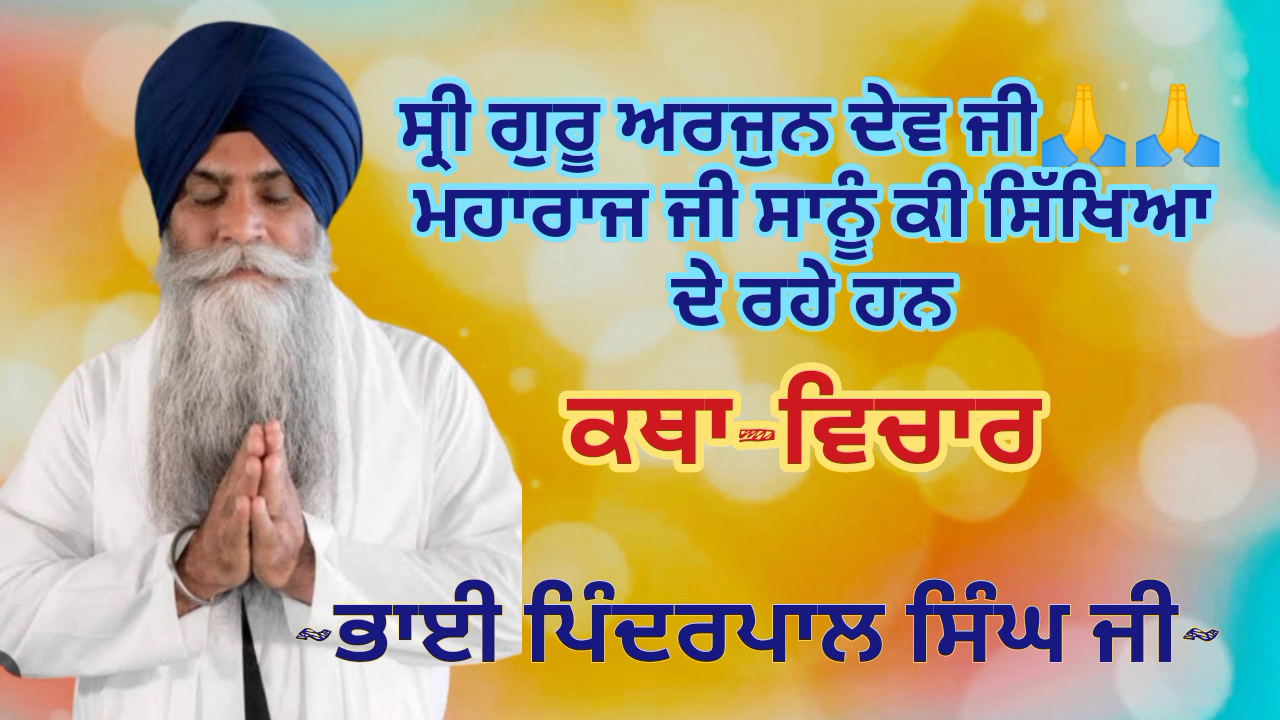 ਸ੍ਰੀ ਗੁਰੂ ਅਰਜੁਨ ਦੇਵ ਜੀ🙏🙏
ਮਹਾਰਾਜ ਜੀ ਸਾਨੂੰ ਕੀ ਸਿੱਖਿਆ
ਦੇ ਰਹੇ ਹਨ
ਕਥਾ-ਵਿਚਾਰ
~ਭਾਈ ਪਿੰਦਰਪਾਲ ਸਿੰਘ ਜੀ~